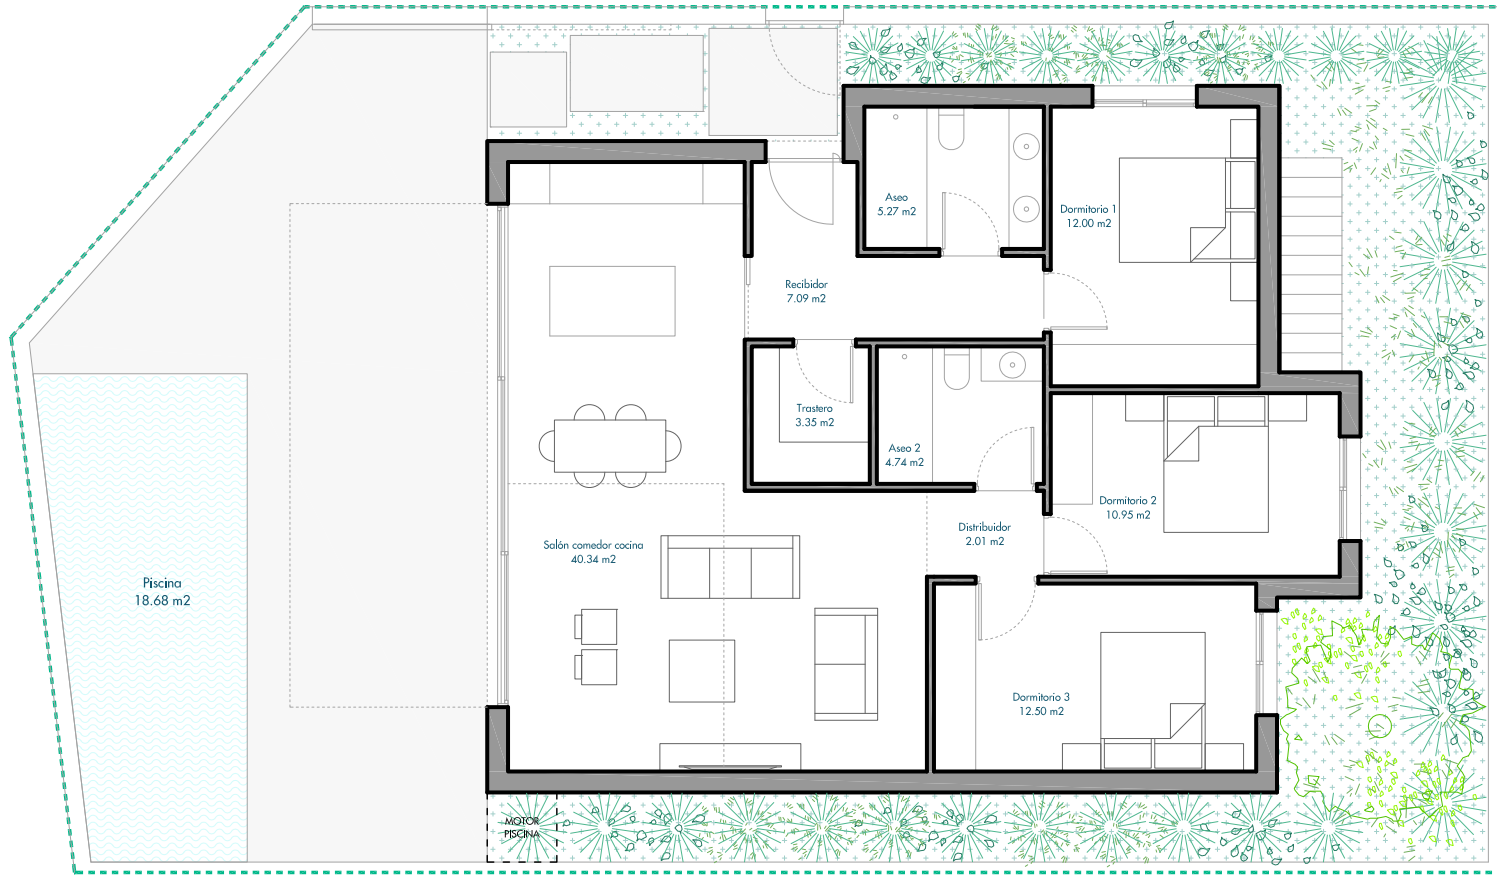 Aseo
5.27 m2
Dormitorio 1
12.00 m2
Recibidor
7.09 m2
Trastero
3.35 m2
Aseo 2
4.74 m2
Dormitorio 2
10.95 m2
Distribuidor
2.01 m2
Salón comedor cocina
40.34 m2
Piscina
18.68 m2
Dormitorio 3
12.50 m2
MOTOR
PISCINA